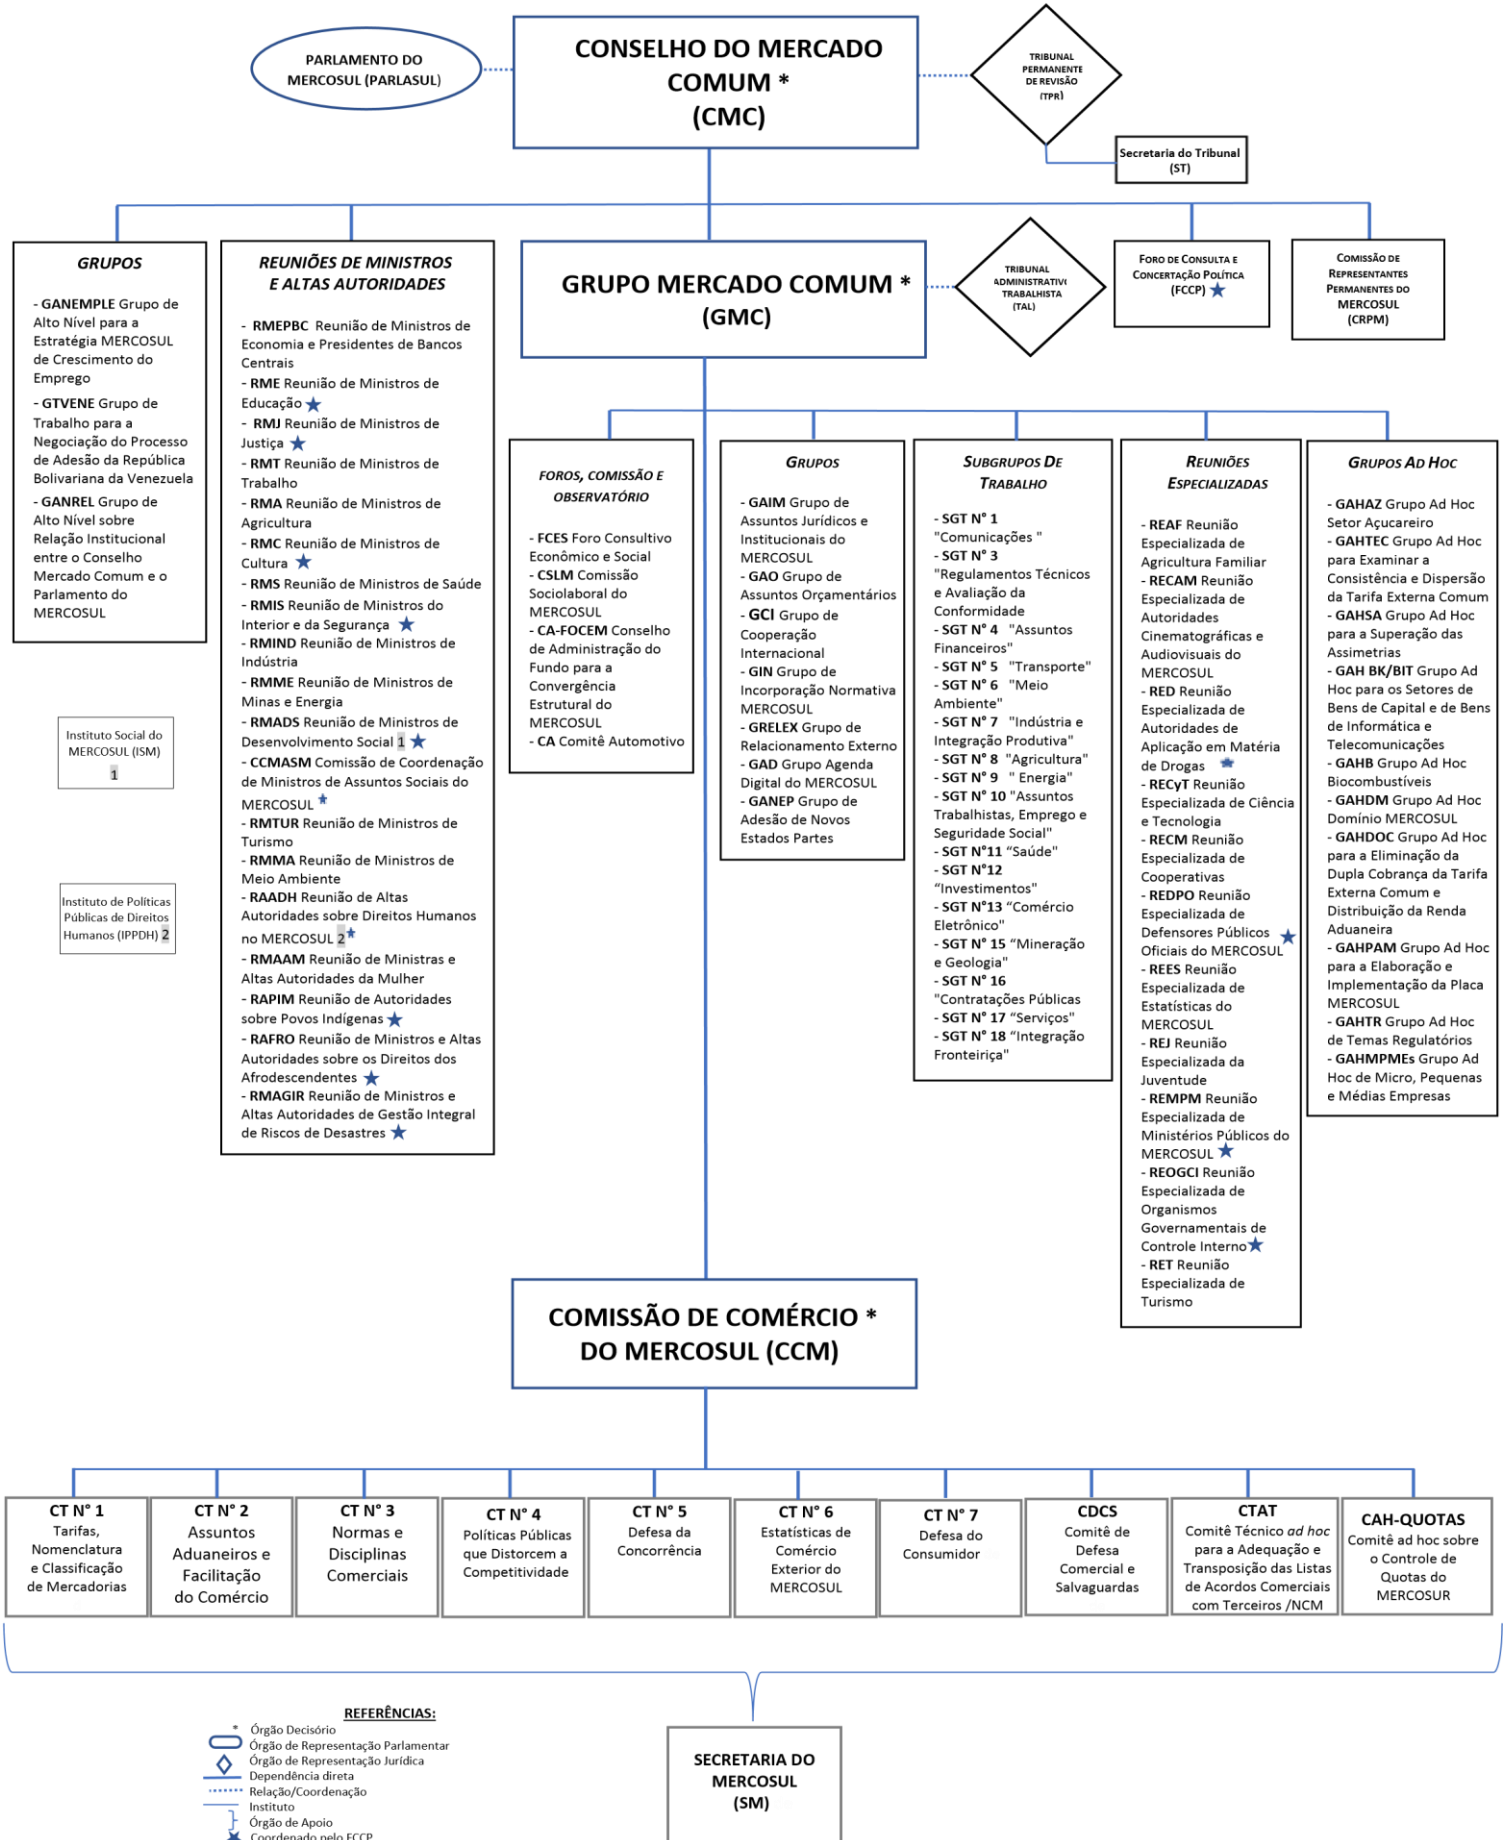 PARLAMENTO DO
MERCOSUL (PARLASUL)
CONSELHO DO MERCADO
COMUM *
(CMC)
TRIBUNAL
PERMANENTE
DE REVISÃO
(TPR)
Secretaria do Tribunal
(ST)
GRUPOS
- GANEMPLE Grupo de
Alto Nível para a
Estratégia MERCOSUL
de Crescimento do
Emprego
- GTVENE Grupo de
Trabalho para a
Negociação do Processo
de Adesão da República
Bolivariana da Venezuela
- GANREL Grupo de
Alto Nível sobre
Relação Institucional
entre o Conselho
Mercado Comum e o
Parlamento do
MERCOSUL
REUNIÕES DE MINISTROS
E ALTAS AUTORIDADES
- RMEPBC Reunião de Ministros de
Economia e Presidentes de Bancos
Centrais
- RME Reunião de Ministros de
Educação ★
- RMJ Reunião de Ministros de
Justiça ★
- RMT Reunião de Ministros de
Trabalho
- RMA Reunião de Ministros de
Agricultura
- RMC Reunião de Ministros de
Cultura ★
- RMS Reunião de Ministros de Saúde
- RMIS Reunião de Ministros do
Interior e da Segurança ★
- RMIND Reunião de Ministros de
Indústria
- RMME Reunião de Ministros de
Minas e Energia
- RMADS Reunião de Ministros de
Desenvolvimento Social 1 ★
- CCMASM Comissão de Coordenação
de Ministros de Assuntos Sociais do
MERCOSUL ★
- RMTUR Reunião de Ministros de
Turismo
- RMMA Reunião de Ministros de
Meio Ambiente
- RAADH Reunião de Altas
Autoridades sobre Direitos Humanos
no MERCOSUL 2 ★
- RMAAM Reunião de Ministras e
Altas Autoridades da Mulher
- RAPIM Reunião de Autoridades
sobre Povos Indígenas ★
- RAFRO Reunião de Ministros e Altas
Autoridades sobre os Direitos dos
Afrodescendentes ★
- RMAGIR Reunião de Ministros e
Altas Autoridades de Gestão Integral
de Riscos de Desastres ★
Instituto Social do
MERCOSUL (ISM)
1
Instituto de Políticas
Públicas de Direitos
Humanos (IPPDH) 2
GRUPO MERCADO COMUM *
(GMC)
TRIBUNAL
ADMINISTRATIV
TRABALHISTA
(TAL)
FORO DE CONSULTA E
CONCERTAÇÃO POLÍTICA
(FCCP) ★
COMISSÃO DE
REPRESENTANTES
PERMANENTES DO
MERCOSUL
(CRPM)
FOROS, COMISSÃO E
OBSERVATÓRIO
- FCES Foro Consultivo
Econômico e Social
- CSLM Comissão
Sociolaboral do
MERCOSUL
- CA-FOCEM Conselho
de Administração do
Fundo para a
Convergência
Estrutural do
MERCOSUL
- CA Comitê Automotivo
GRUPOS
- GAIM Grupo de
Assuntos Jurídicos e
Institucionais do
MERCOSUL
- GAO Grupo de
Assuntos Orçamentários
- GCI Grupo de
Cooperação
Internacional
- GIN Grupo de
Incorporação Normativa
MERCOSUL
- GRELEX Grupo de
Relacionamento Externo
- GAD Grupo Agenda
Digital do MERCOSUL
- GANEP Grupo de
Adesão de Novos
Estados Partes
SUBGRUPOS DE
TRABALHO
- SGT N° 1
"Comunicações "
- SGT N° 3
"Regulamentos Técnicos
e Avaliação da
Conformidade
- SGT N° 4 "Assuntos
Financeiros"
- SGT N° 5 "Transporte"
- SGT N° 6 "Meio
Ambiente"
- SGT N° 7 "Indústria e
Integração Produtiva"
- SGT N° 8 "Agricultura"
- SGT N° 9 " Energia"
- SGT N° 10 "Assuntos
Trabalhistas, Emprego e
Seguridade Social"
- SGT N°11 "Saúde"
- SGT N°12
“Investimentos"
- SGT N°13 “Comércio
Eletrônico"
- SGT N° 15 “Mineração
e Geologia"
- SGT N° 16
"Contratações Públicas
- SGT N° 17 “Serviços"
- SGT N° 18 “Integração
Fronteiriça"
REUNIÕES
ESPECIALIZADAS
- REAF Reunião
Especializada de
Agricultura Familiar
- RECAM Reunião
Especializada de
Autoridades
Cinematográficas e
Audiovisuais do
MERCOSUL
- RED Reunião
Especializada de
Autoridades de
Aplicação em Matéria
de Drogas ★
- RECyT Reunião
Especializada de Ciência
e Tecnologia
- RECM Reunião
Especializada de
Cooperativas
- REDPO Reunião
Especializada de
Defensores Públicos
Oficiais do MERCOSUL ★
- REES Reunião
Especializada de
Estatísticas do
MERCOSUL
- REJ Reunião
Especializada da
Juventude
- REMPM Reunião
Especializada de
Ministérios Públicos do
MERCOSUL ★
- REOGCI Reunião
Especializada de
Organismos
Governamentais de
Controle Interno ★
- RET Reunião
Especializada de
Turismo
GRUPOS AD HOC
- GAHAZ Grupo Ad Hoc
Setor Açucareiro
- GAHTEC Grupo Ad Hoc
para Examinar a
Consistência e Dispersão
da Tarifa Externa Comum
- GAHSA Grupo Ad Hoc
para a Superação das
Assimetrias
- GAH BK/BIT Grupo Ad
Hoc para os Setores de
Bens de Capital e de Bens
de Informática e
Telecomunicações
- GAHB Grupo Ad Hoc
Biocombustíveis
- GAHDM Grupo Ad Hoc
Domínio MERCOSUL
- GAHDOC Grupo Ad Hoc
para a Eliminação da
Dupla Cobrança da Tarifa
Externa Comum e
Distribuição da Renda
Aduaneira
- GAHPAM Grupo Ad Hoc
para a Elaboração e
Implementação da Placa
MERCOSUL
- GAHTR Grupo Ad Hoc
de Temas Regulatórios
- GAHMPMEs Grupo Ad
Hoc de Micro, Pequenas
e Médias Empresas
COMISSÃO DE COMÉRCIO *
DO MERCOSUL (CCM)
CT N° 1
Tarifas,
Nomenclatura
e Classificação
de Mercadorias
CT N° 2
Assuntos
Aduaneiros e
Facilitação
do Comércio
CT N° 3
Normas e
Disciplinas
Comerciais
CT N° 4
Políticas Públicas
que Distorcem a
Competitividade
CT N° 5
Defesa da
Concorrência
CT N° 6
Estatísticas de
Comércio
Exterior do
MERCOSUL
CT N° 7
Defesa do
Consumidor
CDCS
Comitê de
Defesa
Comercial e
Salvaguardas
CTAT
Comitê Técnico ad hoc
para a Adequação e
Transposição das Listas
de Acordos Comerciais
com Terceiros /NCM
CAH-QUOTAS
Comitê ad hoc sobre
o Controle de
Quotas do
MERCOSUR
REFERÊNCIAS:
* Órgão Decisório
Órgão de Representação Parlamentar
Órgão de Representação Jurídica
Dependência direta
Relação/Coordenação
Instituto
Órgão de Apoio
★ Coordenado pelo FCCP
SECRETARIA DO
MERCOSUL
(SM)